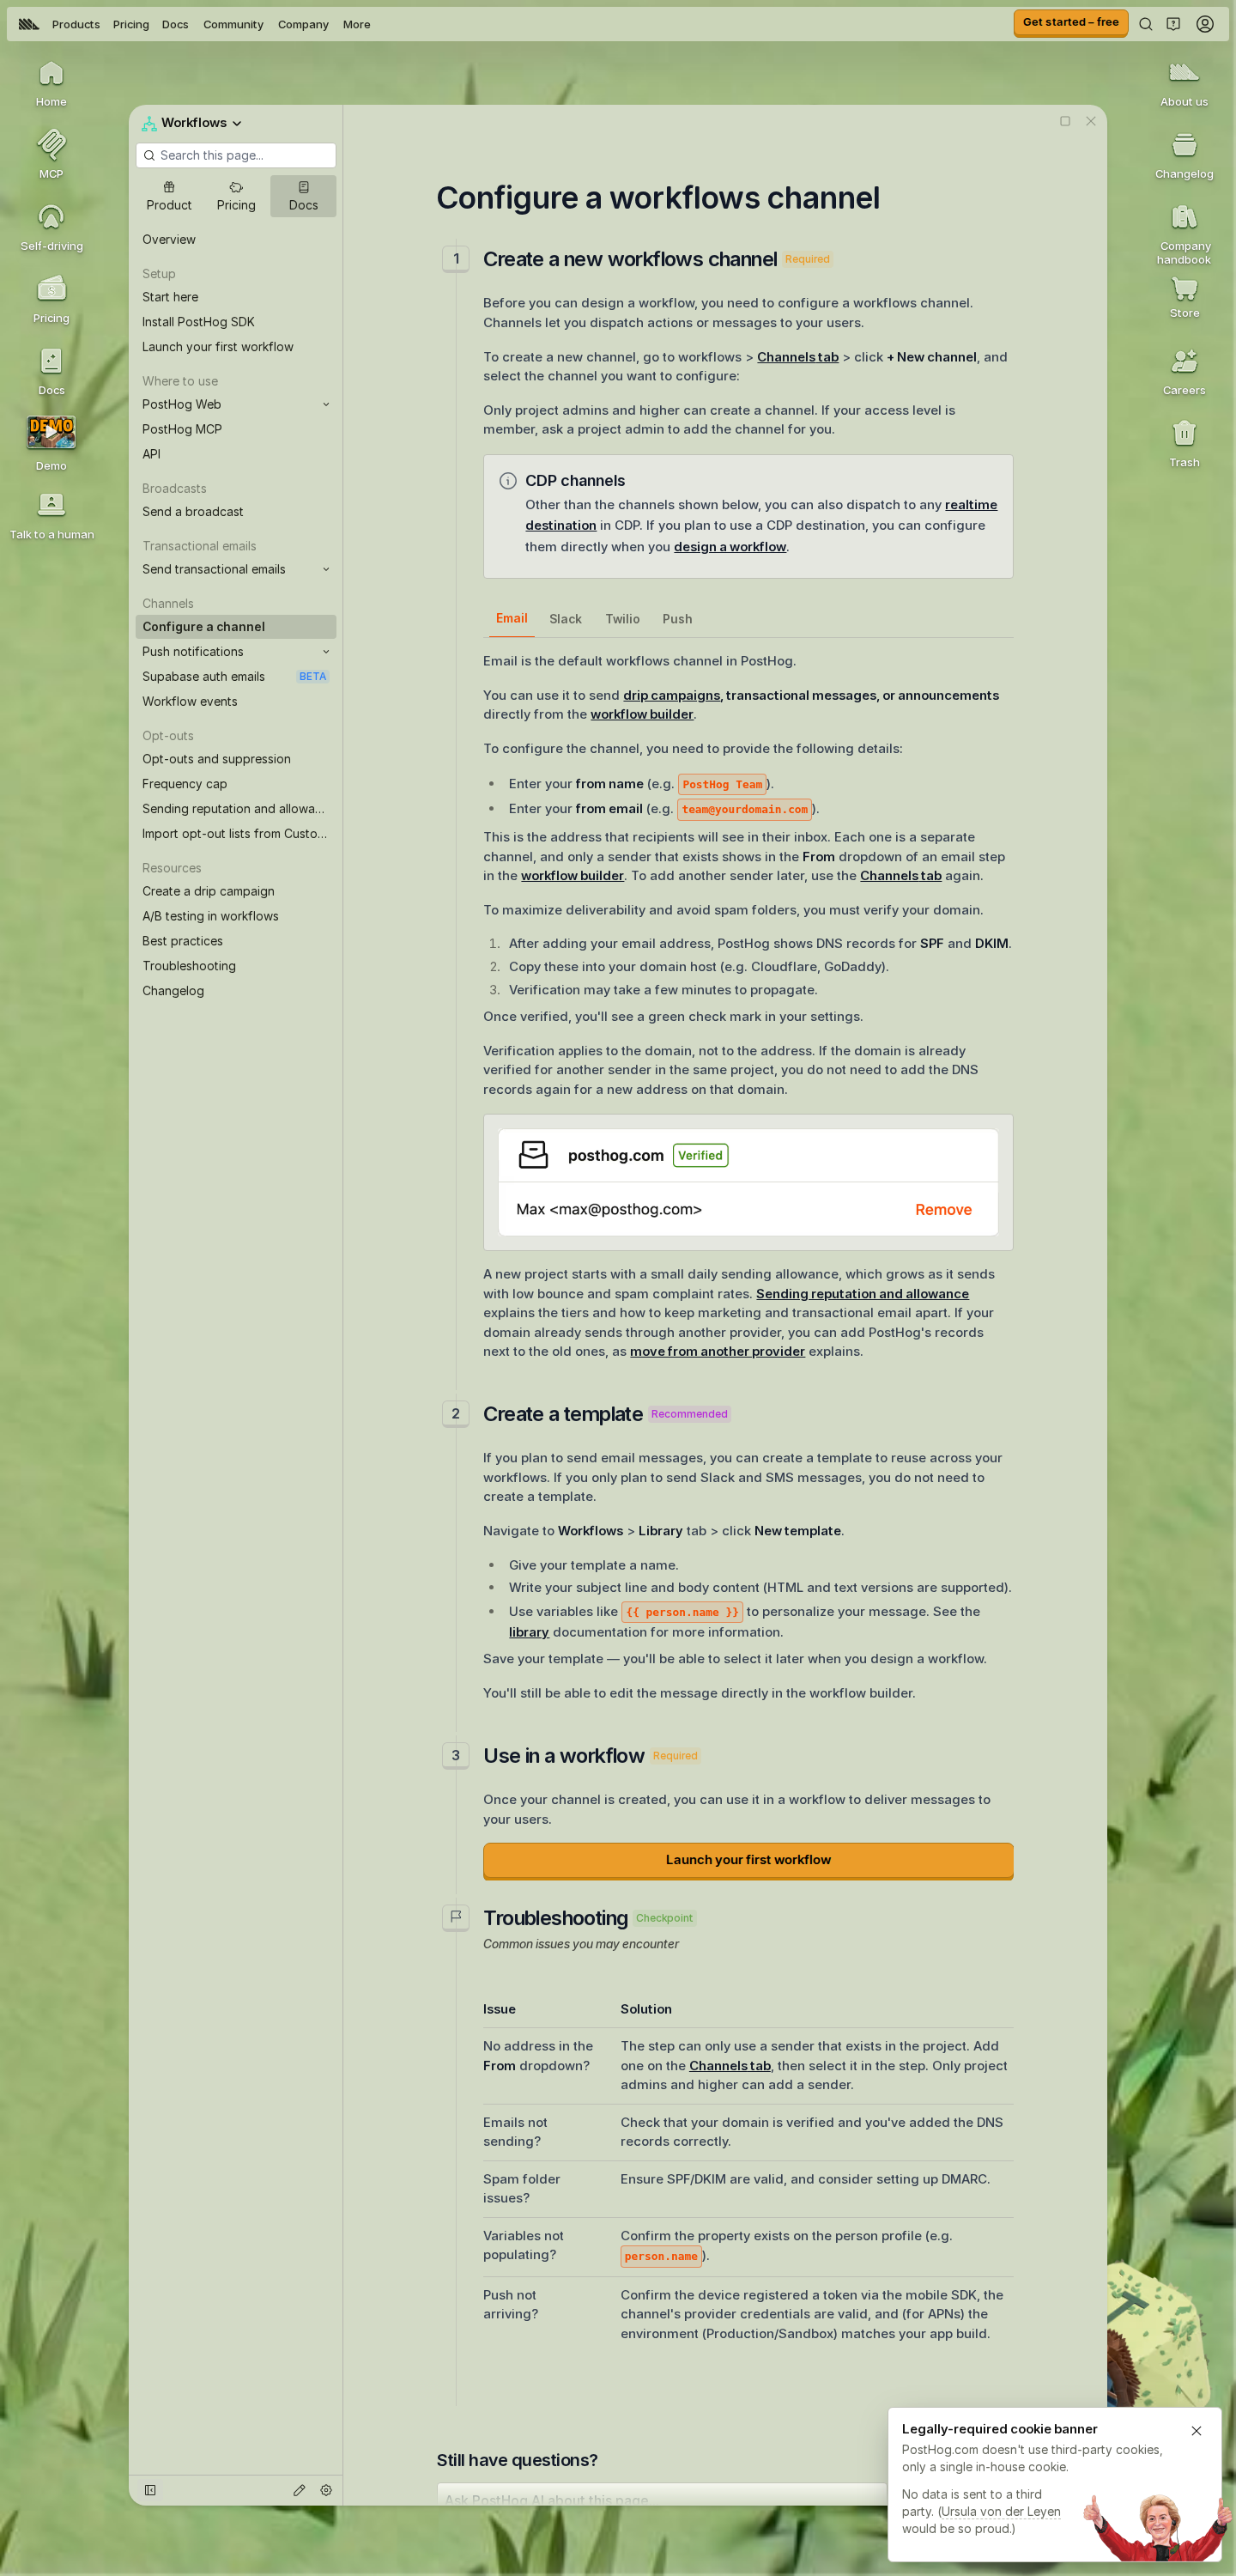 Products Pricing Docs Community Company More
Get started – free
Home
MCP
Self-driving
Pricing
Docs
DEMO
Demo
Talk to a human
About us
Changelog
Company
handbook
Store
Careers
Trash
Workflows
Search this page...
Product Pricing Docs
Overview
Setup
Start here
Install PostHog SDK
Launch your first workflow
Where to use
PostHog Web
PostHog MCP
API
Broadcasts
Send a broadcast
Transactional emails
Send transactional emails
Channels
Configure a channel
Push notifications
Supabase auth emails BETA
Workflow events
Opt-outs
Opt-outs and suppression
Frequency cap
Sending reputation and allowa...
Import opt-out lists from Custo...
Resources
Create a drip campaign
A/B testing in workflows
Best practices
Troubleshooting
Changelog
Configure a workflows channel
1 Create a new workflows channel Required
Before you can design a workflow, you need to configure a workflows channel.
Channels let you dispatch actions or messages to your users.
To create a new channel, go to workflows > Channels tab > click + New channel, and
select the channel you want to configure:
Only project admins and higher can create a channel. If your access level is
member, ask a project admin to add the channel for you.
CDP channels
Other than the channels shown below, you can also dispatch to any realtime
destination in CDP. If you plan to use a CDP destination, you can configure
them directly when you design a workflow.
Email Slack Twilio Push
Email is the default workflows channel in PostHog.
You can use it to send drip campaigns, transactional messages, or announcements
directly from the workflow builder.
To configure the channel, you need to provide the following details:
• Enter your from name (e.g. PostHog Team).
• Enter your from email (e.g. team@yourdomain.com).
This is the address that recipients will see in their inbox. Each one is a separate
channel, and only a sender that exists shows in the From dropdown of an email step
in the workflow builder. To add another sender later, use the Channels tab again.
To maximize deliverability and avoid spam folders, you must verify your domain.
1. After adding your email address, PostHog shows DNS records for SPF and DKIM.
2. Copy these into your domain host (e.g. Cloudflare, GoDaddy).
3. Verification may take a few minutes to propagate.
Once verified, you'll see a green check mark in your settings.
Verification applies to the domain, not to the address. If the domain is already
verified for another sender in the same project, you do not need to add the DNS
records again for a new address on that domain.
posthog.com Verified
Max <max@posthog.com> Remove
A new project starts with a small daily sending allowance, which grows as it sends
with low bounce and spam complaint rates. Sending reputation and allowance
explains the tiers and how to keep marketing and transactional email apart. If your
domain already sends through another provider, you can add PostHog's records
next to the old ones, as move from another provider explains.
2 Create a template Recommended
If you plan to send email messages, you can create a template to reuse across your
workflows. If you only plan to send Slack and SMS messages, you do not need to
create a template.
Navigate to Workflows > Library tab > click New template.
• Give your template a name.
• Write your subject line and body content (HTML and text versions are supported).
• Use variables like {{ person.name }} to personalize your message. See the
library documentation for more information.
Save your template — you'll be able to select it later when you design a workflow.
You'll still be able to edit the message directly in the workflow builder.
3 Use in a workflow Required
Once your channel is created, you can use it in a workflow to deliver messages to
your users.
Launch your first workflow
Troubleshooting Checkpoint
Common issues you may encounter
Issue Solution
No address in the
From dropdown?
The step can only use a sender that exists in the project. Add
one on the Channels tab, then select it in the step. Only project
admins and higher can add a sender.
Emails not
sending?
Check that your domain is verified and you've added the DNS
records correctly.
Spam folder
issues?
Ensure SPF/DKIM are valid, and consider setting up DMARC.
Variables not
populating?
Confirm the property exists on the person profile (e.g.
person.name).
Push not
arriving?
Confirm the device registered a token via the mobile SDK, the
channel's provider credentials are valid, and (for APNs) the
environment (Production/Sandbox) matches your app build.
Still have questions?
Ask PostHog AI about this page
Legally-required cookie banner
PostHog.com doesn't use third-party cookies,
only a single in-house cookie.
No data is sent to a third
party. (Ursula von der Leyen
would be so proud.)